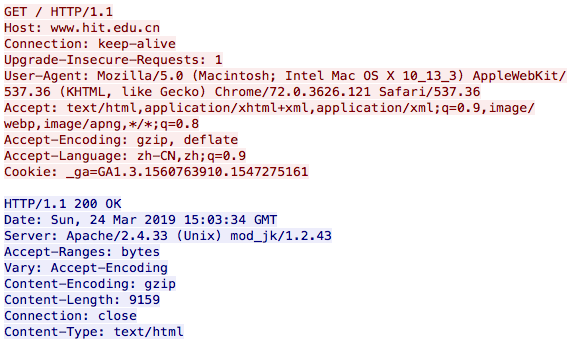 GET / HTTP/1.1
Host: www.hit.edu.cn
Connection: keep-alive
Upgrade-Insecure-Requests: 1
User-Agent: Mozilla/5.0 (Macintosh; Intel Mac OS X 10_13_3) AppleWebKit/
537.36 (KHTML, like Gecko) Chrome/72.0.3626.121 Safari/537.36
Accept: text/html,application/xhtml+xml,application/xml;q=0.9,image/
webp,image/apng,*/*;q=0.8
Accept-Encoding: gzip, deflate
Accept-Language: zh-CN,zh;q=0.9
Cookie: _ga=GA1.3.1560763910.1547275161
HTTP/1.1 200 OK
Date: Sun, 24 Mar 2019 15:03:34 GMT
Server: Apache/2.4.33 (Unix) mod_jk/1.2.43
Accept-Ranges: bytes
Vary: Accept-Encoding
Content-Encoding: gzip
Content-Length: 9159
Connection: close
Content-Type: text/html